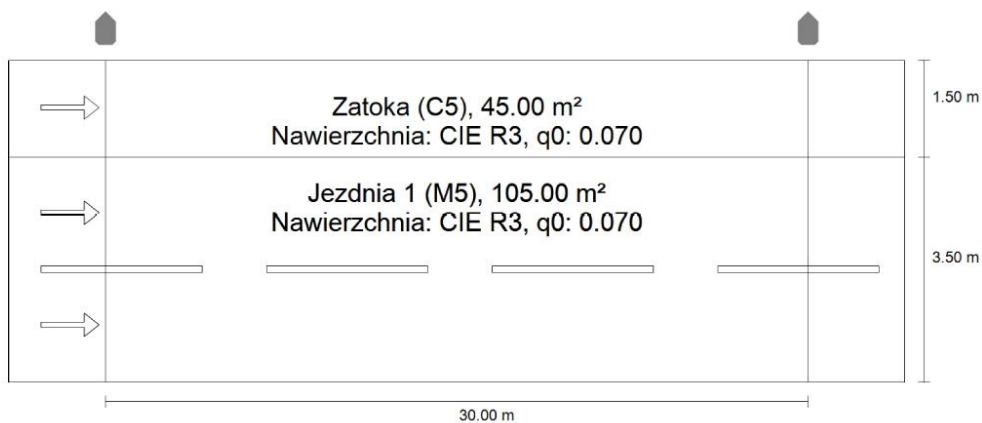 Zatoka (C5), 45.00 m²
Nawierzchnia: CIE R3, q0: 0.070
1.50 m
Jezdnia 1 (M5), 105.00 m²
Nawierzchnia: CIE R3, q0: 0.070
3.50 m
30.00 m